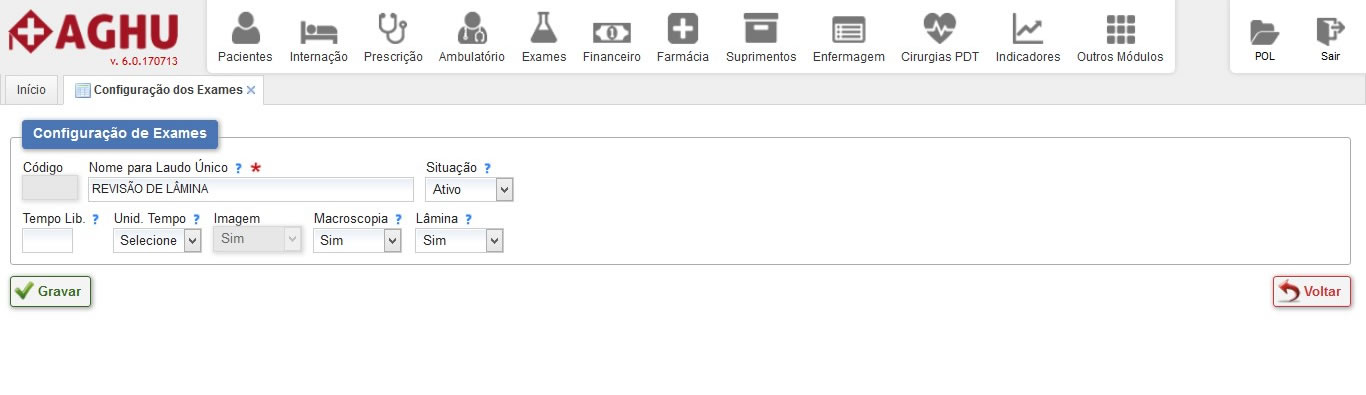 AGHU
v. 6.0.170713
Pacientes Internação Prescrição Ambulatório Exames Financeiro Farmácia Suprimentos Enfermagem Cirurgias PDT Indicadores Outros Módulos POL Sair
Início Configuração dos Exames
Configuração de Exames
Código Nome para Laudo Único ? * Situação ?
REVISÃO DE LÂMINA Ativo
Tempo Lib. ? Unid. Tempo ? Imagem Macroscopia ? Lâmina ?
Selecione Sim Sim Sim
Gravar Voltar